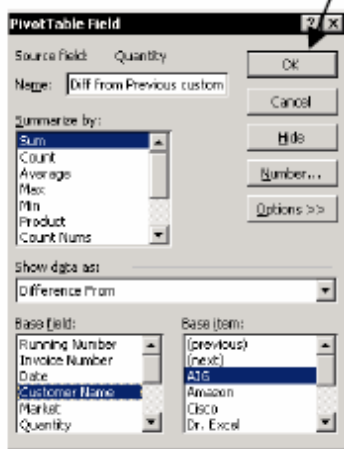 PivotTable Field
Source field: Quantity
OK
Name: Diff From Previous custom
Cancel
Summarize by:
Hide
Sum
Count
Average
Number...
Max
Min
Options >>
Product
Count Nums
Show data as:
Difference From
Base field:
Base item:
Running Number
(previous)
Invoice Number
(next)
Date
AIG
Customer Name
Amazon
Market
Cisco
Quantity
Dr. Excel